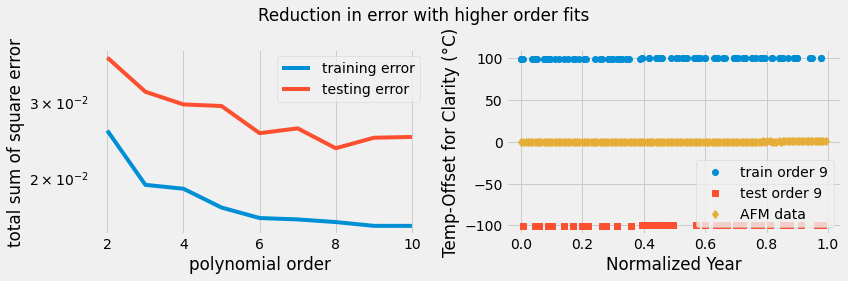 Reduction in error with higher order fits
total sum of square error
3 × 10⁻²
2 × 10⁻²
training error
testing error
2 4 6 8 10
polynomial order
Temp-Offset for Clarity (°C)
100
50
0
−50
−100
train order 9
test order 9
AFM data
0.0 0.2 0.4 0.6 0.8 1.0
Normalized Year